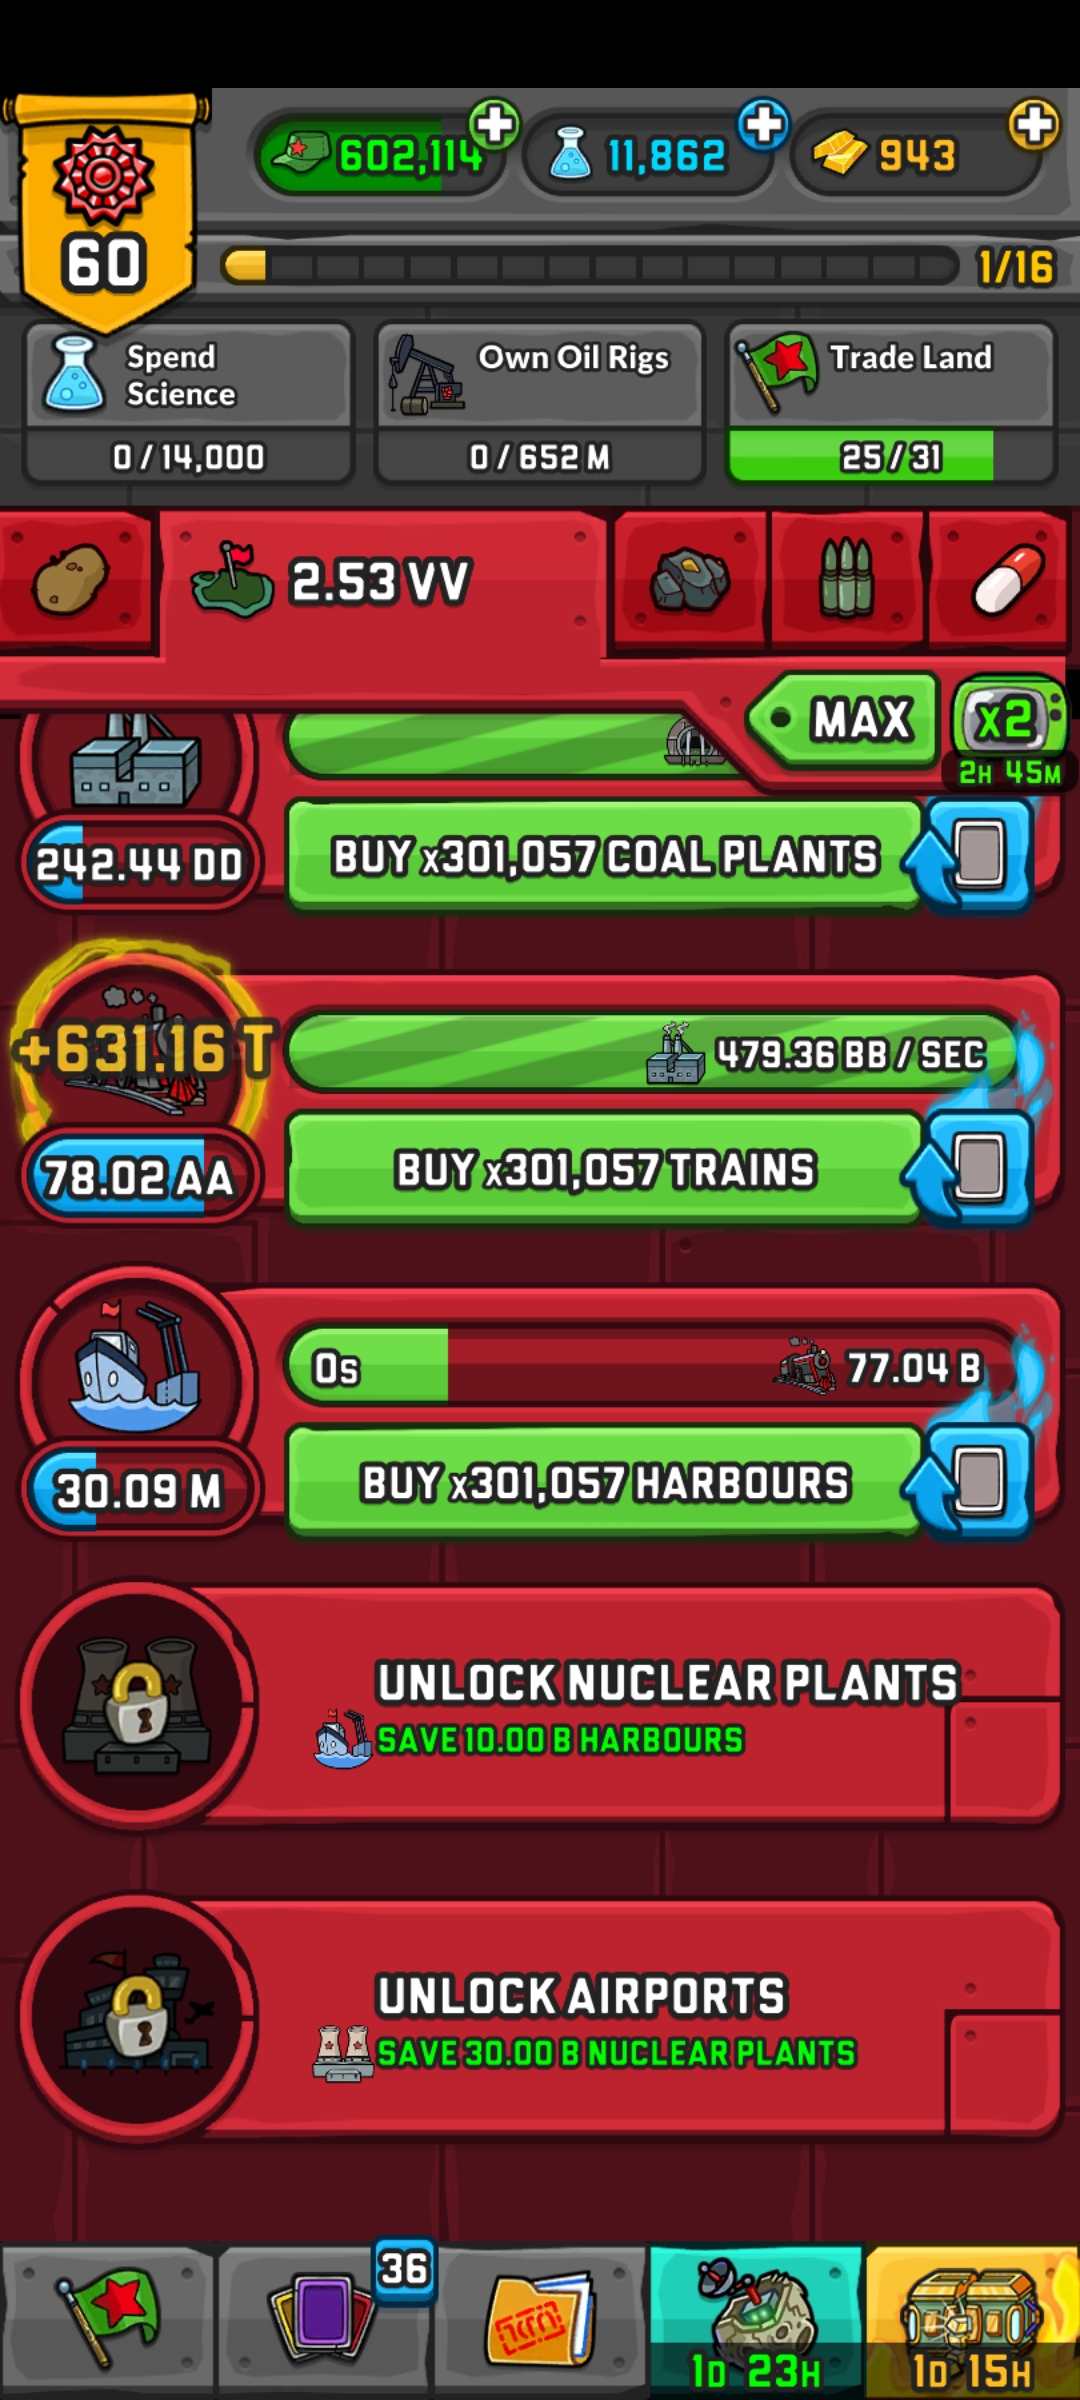 602,114
11,862
943
60
1/16
Spend
Science
0/14,000
Own Oil Rigs
0/652 M
Trade Land
25/31
2.53 VV
MAX
x2
2H 45M
242.44 DD
BUY x301,057 COAL PLANTS
+631.16 T
479.36 BB / SEC
78.02 AA
BUY x301,057 TRAINS
0s
77.04 B
30.09 M
BUY x301,057 HARBOURS
UNLOCK NUCLEAR PLANTS
SAVE 10.00 B HARBOURS
UNLOCK AIRPORTS
SAVE 30.00 B NUCLEAR PLANTS
36
1D 23H
1D 15H